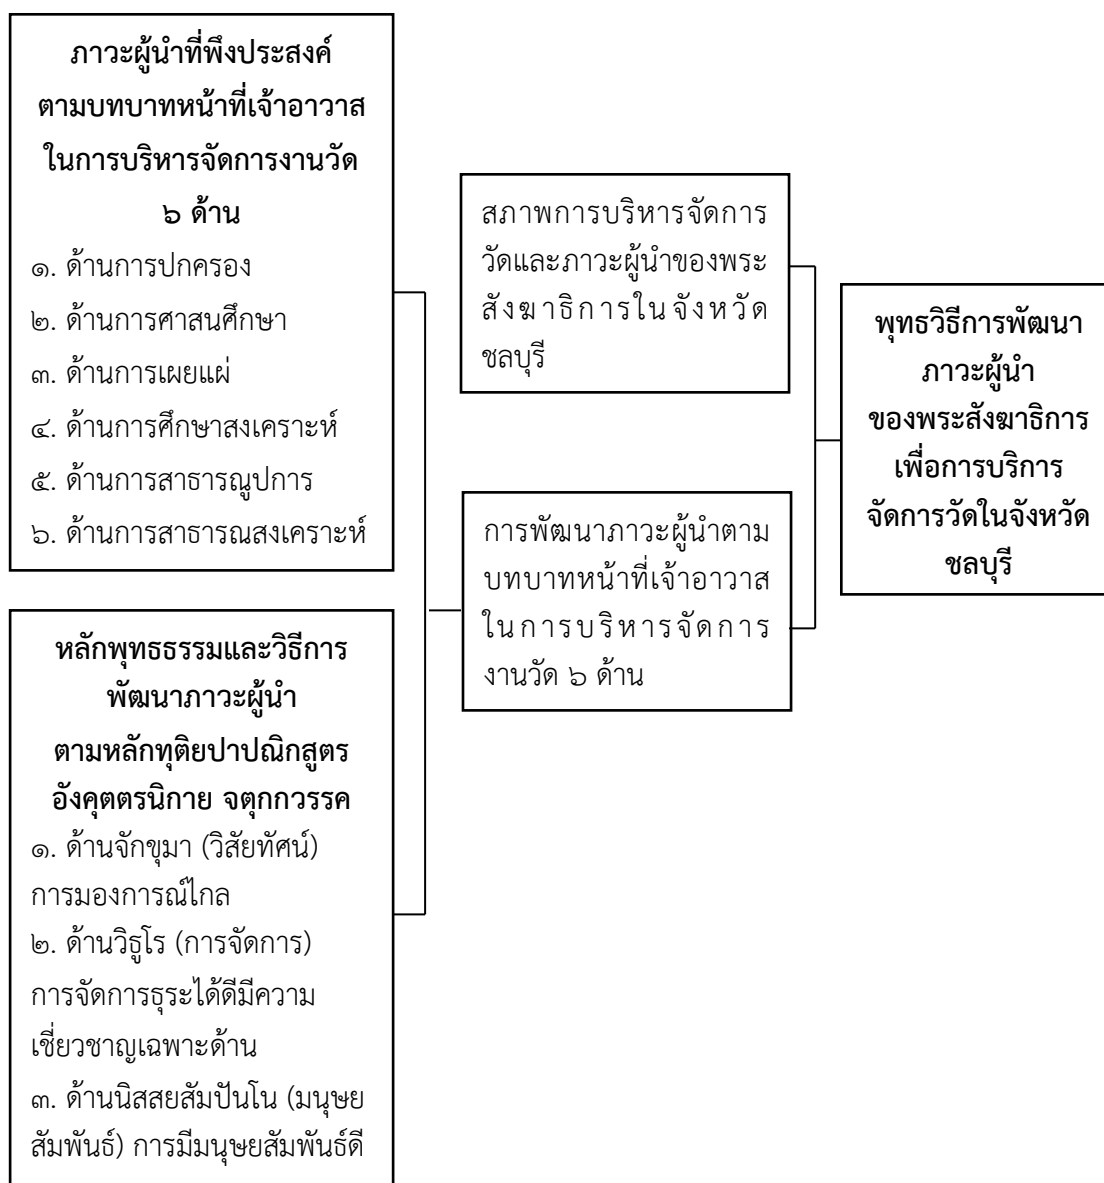 ภาวะผู้นำที่พึงประสงค์
ตามบทบาทหน้าที่เจ้าอาวาส
ในการบริหารจัดการงานวัด
๖ ด้าน
๑. ด้านการปกครอง
๒. ด้านการศาสนศึกษา
๓. ด้านการเผยแผ่
๔. ด้านการศึกษาสงเคราะห์
๕. ด้านการสาธารณูปการ
๖. ด้านการสาธารณสงเคราะห์
หลักพุทธธรรมและวิธีการ
พัฒนาภาวะผู้นำ
ตามหลักทุติยปาปณิกสูตร
อังคุตตรนิกาย จตุกกวรรค
๑. ด้านจักขุมา (วิสัยทัศน์)
การมองการณ์ไกล
๒. ด้านวิธูโร (การจัดการ)
การจัดการธุระได้ดีมีความ
เชี่ยวชาญเฉพาะด้าน
๓. ด้านนิสสยสัมปันโน (มนุษย
สัมพันธ์) การมีมนุษยสัมพันธ์ดี
สภาพการบริหารจัดการ
วัดและภาวะผู้นำของพระ
สังฆาธิการในจังหวัด
ชลบุรี
การพัฒนาภาวะผู้นำตาม
บทบาทหน้าที่เจ้าอาวาส
ในการบริหารจัดการ
งานวัด ๖ ด้าน
พุทธวิธีการพัฒนา
ภาวะผู้นำ
ของพระสังฆาธิการ
เพื่อการบริการ
จัดการวัดในจังหวัด
ชลบุรี